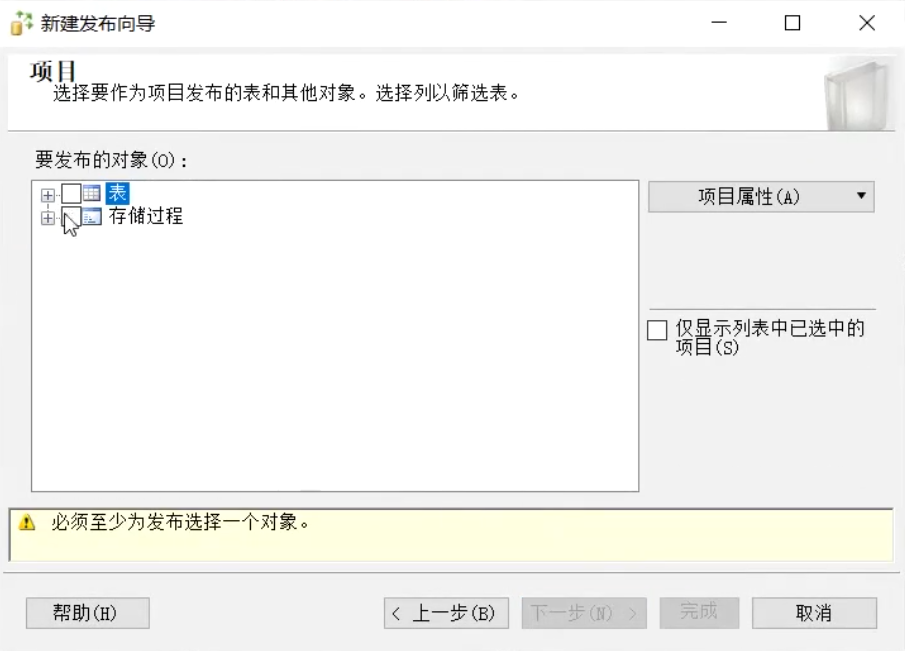 新建发布向导
项目
选择要作为项目发布的表和其他对象。选择列以筛选表。
要发布的对象(O)：
表
存储过程
项目属性(A)
仅显示列表中已选中的
项目(S)
必须至少为发布选择一个对象。
帮助(H)
< 上一步(B)
下一步(N) >
完成
取消